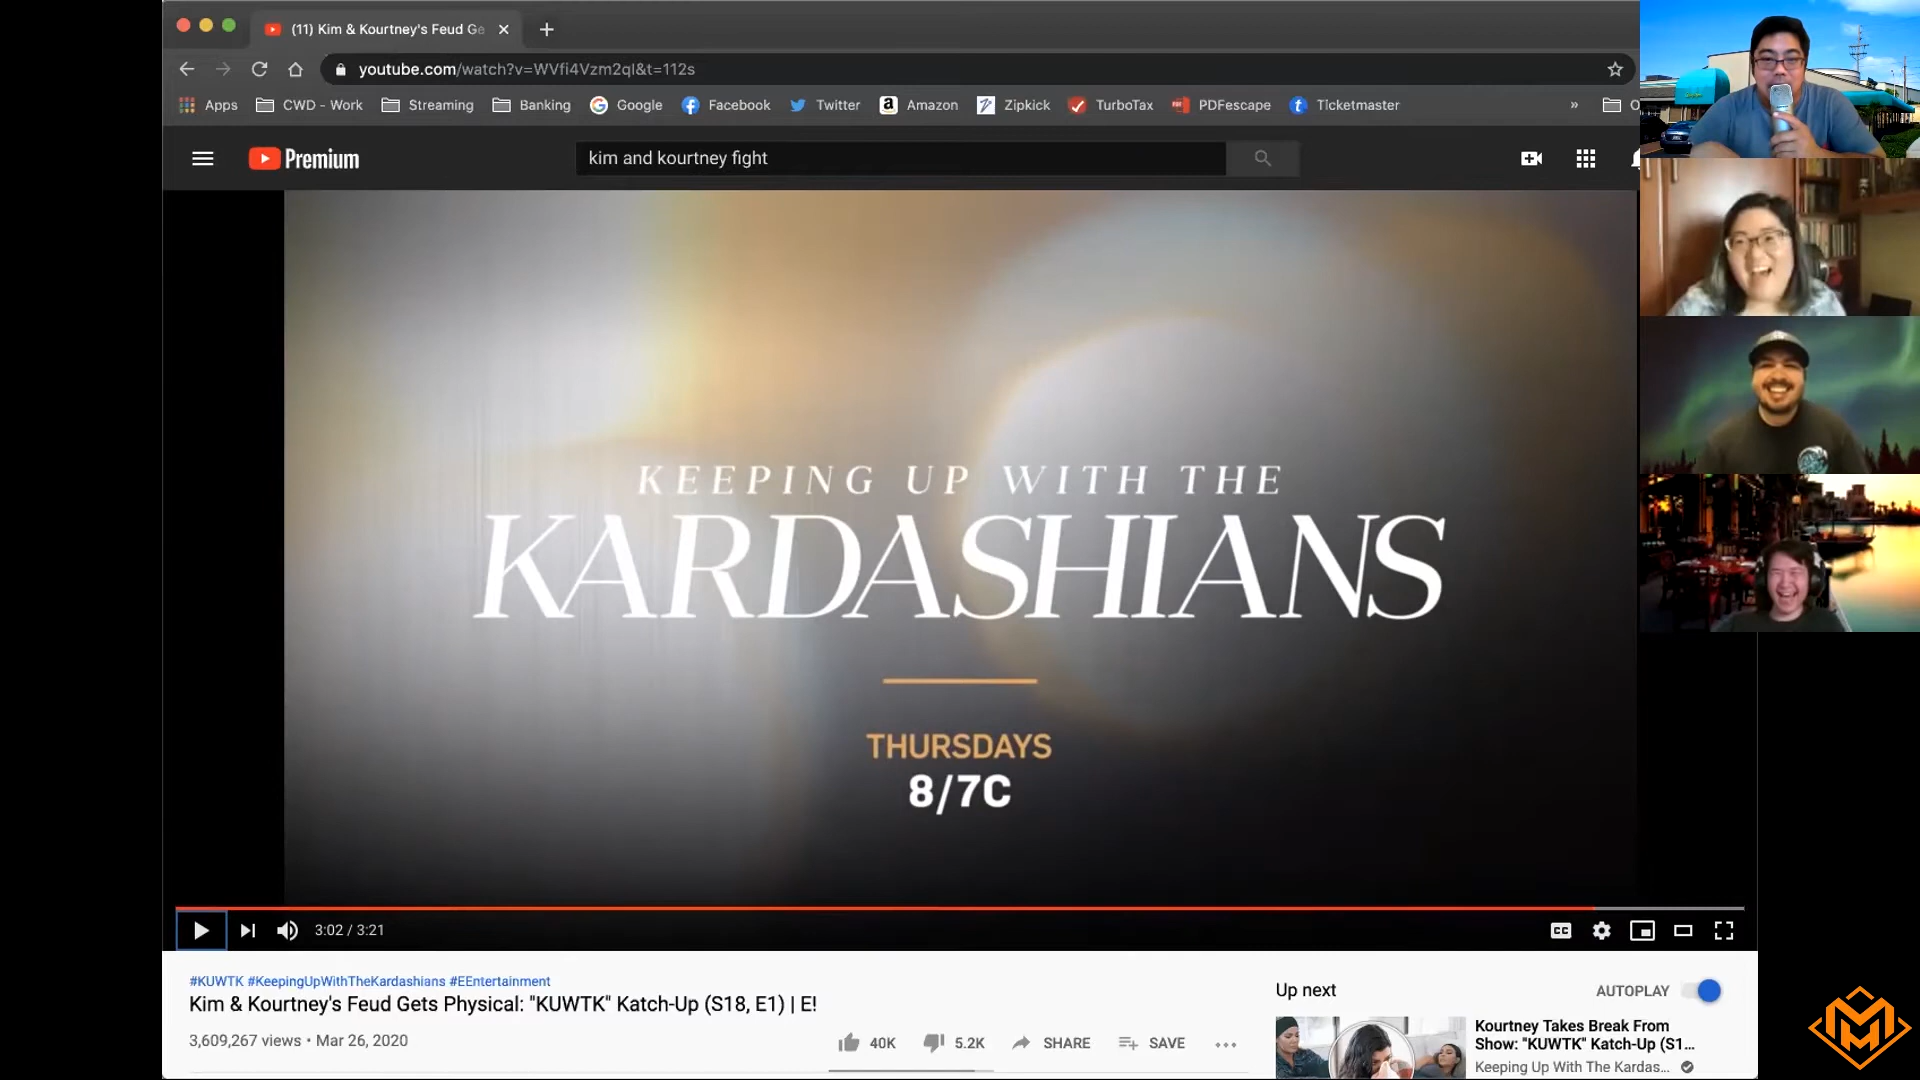 (11) Kim & Kourtney's Feud Ge
youtube.com/watch?v=WVfi4Vzm2qI&t=112s
Apps CWD - Work Streaming Banking Google Facebook Twitter Amazon Zipkick TurboTax PDFescape Ticketmaster »
Premium
kim and kourtney fight
KEEPING UP WITH THE
KARDASHIANS
THURSDAYS
8/7C
3:02 / 3:21
CC
#KUWTK #KeepingUpWithTheKardashians #EEntertainment
Kim & Kourtney's Feud Gets Physical: "KUWTK" Katch-Up (S18, E1) | E!
3,609,267 views • Mar 26, 2020
40K 5.2K SHARE SAVE
Up next
AUTOPLAY
Kourtney Takes Break From
Show: "KUWTK" Katch-Up (S1...
Keeping Up With The Kardas...